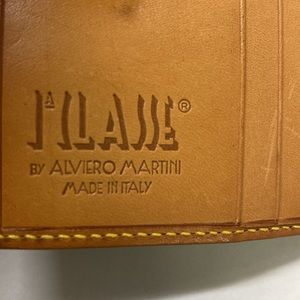 1ª CLASSE®
BY ALVIERO MARTINI
MADE IN ITALY